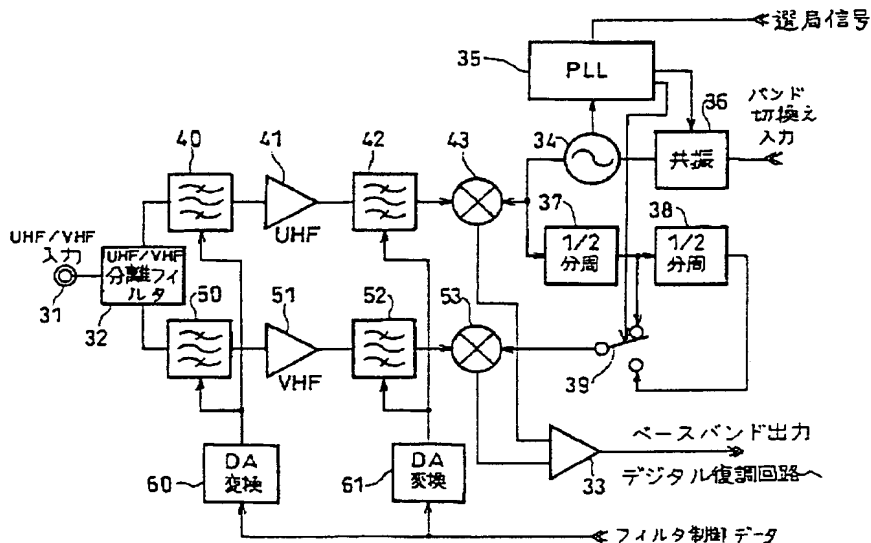 選局信号
35
PLL
36
バンド
切換え
入力
34
共振
40
41
42
43
37
38
UHF
1/2
分周
1/2
分周
UHF/VHF
入力
UHF/VHF
分離フィ
ルタ
31
32
50
51
52
53
VHF
39
ベースバンド出力
33
デジタル復調回路へ
60
DA
変換
61
DA
変換
フィルタ制御データ